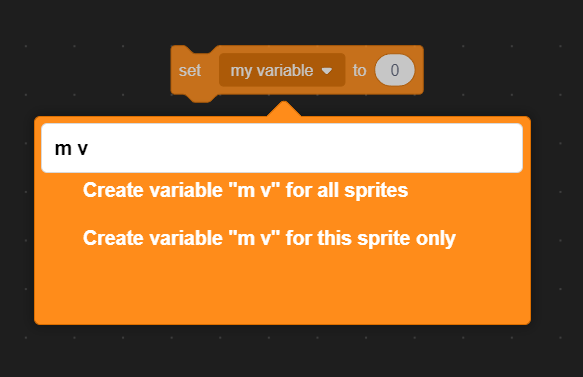 set my variable to 0
m v
Create variable "m v" for all sprites
Create variable "m v" for this sprite only